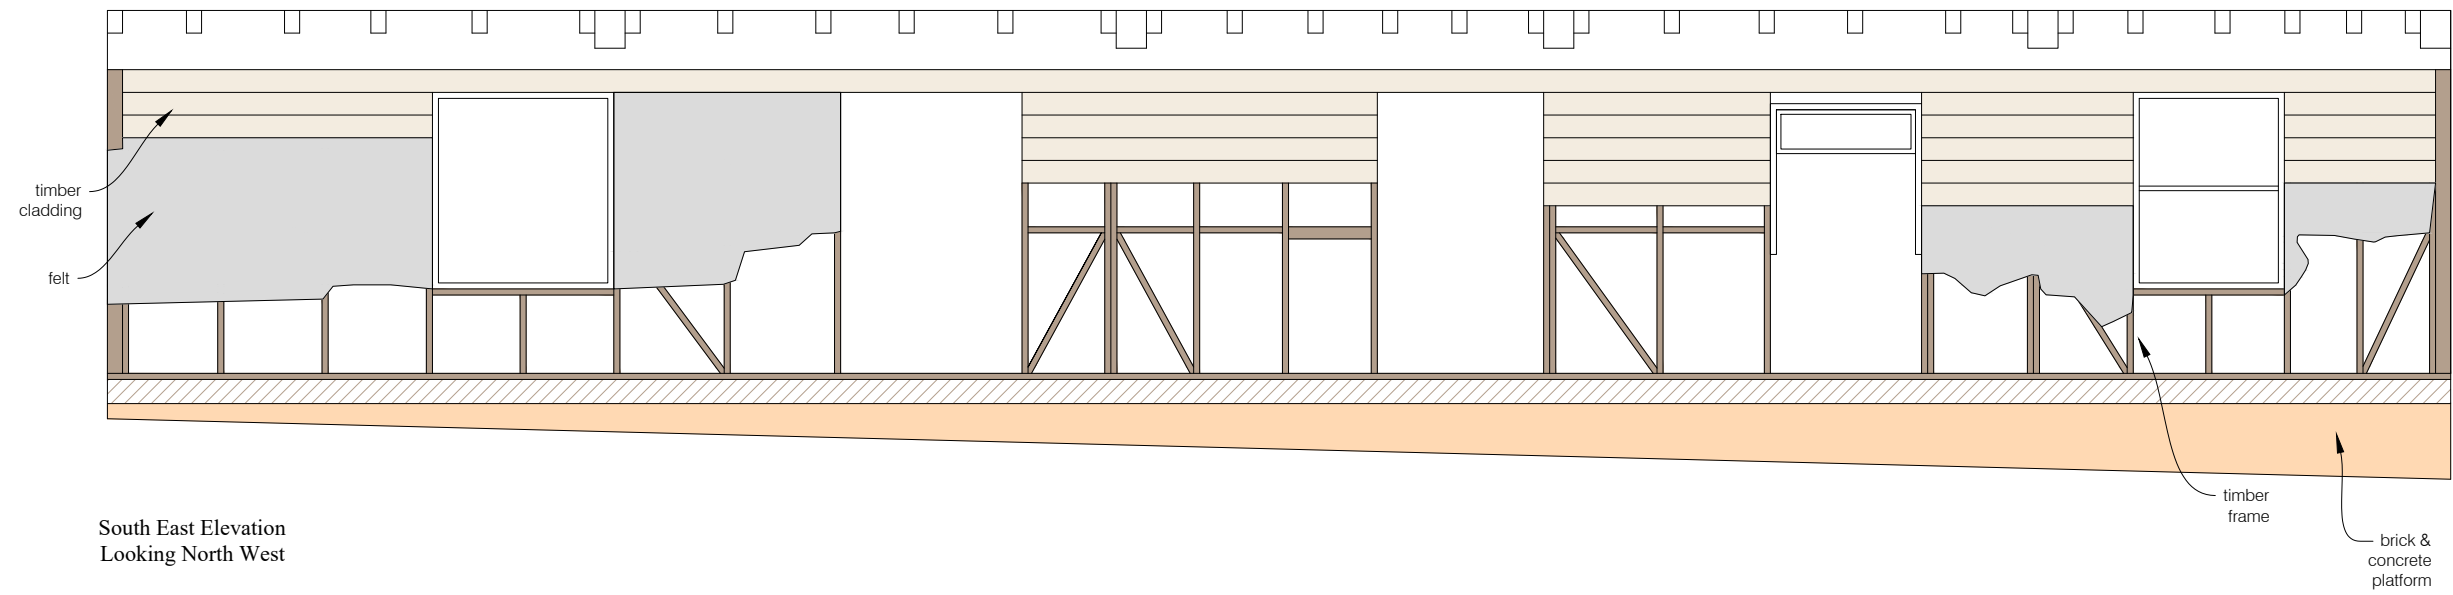 timber
cladding
felt
timber
frame
South East Elevation
Looking North West
brick &
concrete
platform